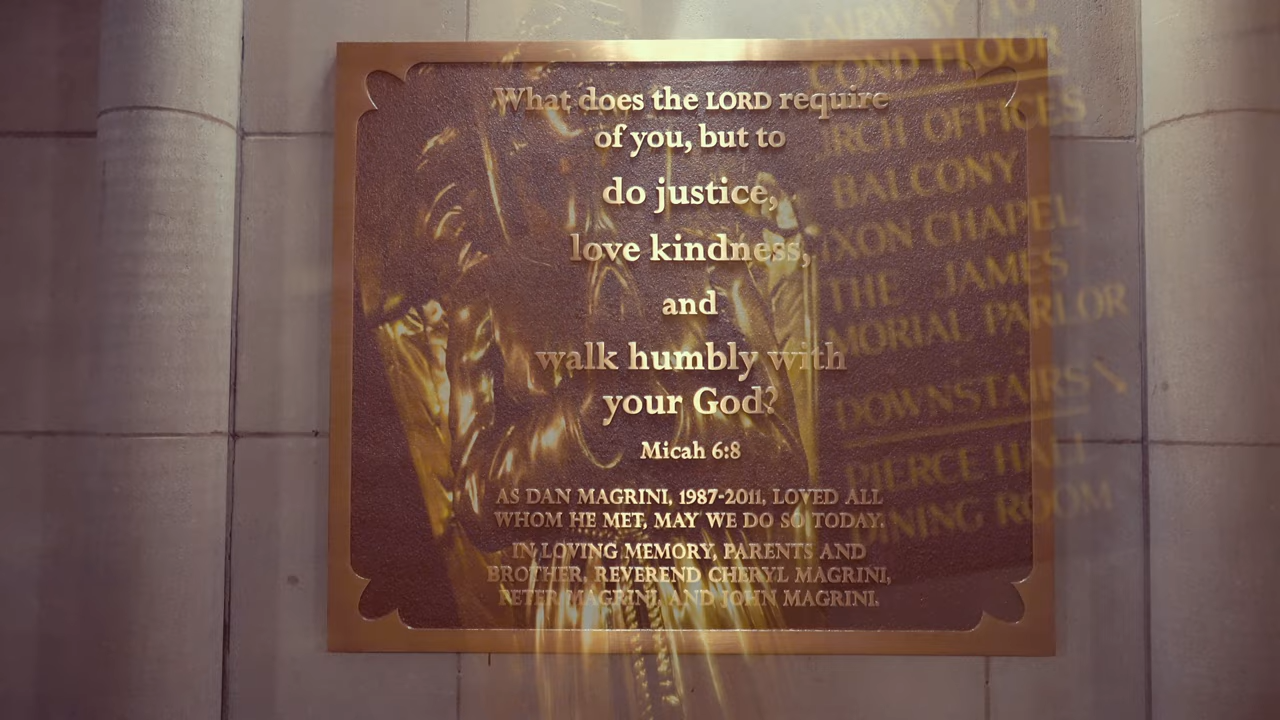 What does the LORD require
of you, but to
do justice,
love kindness,
and
walk humbly with
your God?
Micah 6:8
AS DAN MAGRINI, 1987-2011, LOVED ALL
WHOM HE MET, MAY WE DO SO TODAY.
IN LOVING MEMORY, PARENTS AND
BROTHER, REVEREND CHERYL MAGRINI,
PETER MAGRINI, AND JOHN MAGRINI.
TO
FLOOR
OFFICES
BALCONY
CHAPEL
THE JAMES
PARLOR
DOWNSTAIRS
PIERCE HALL
DINING ROOM